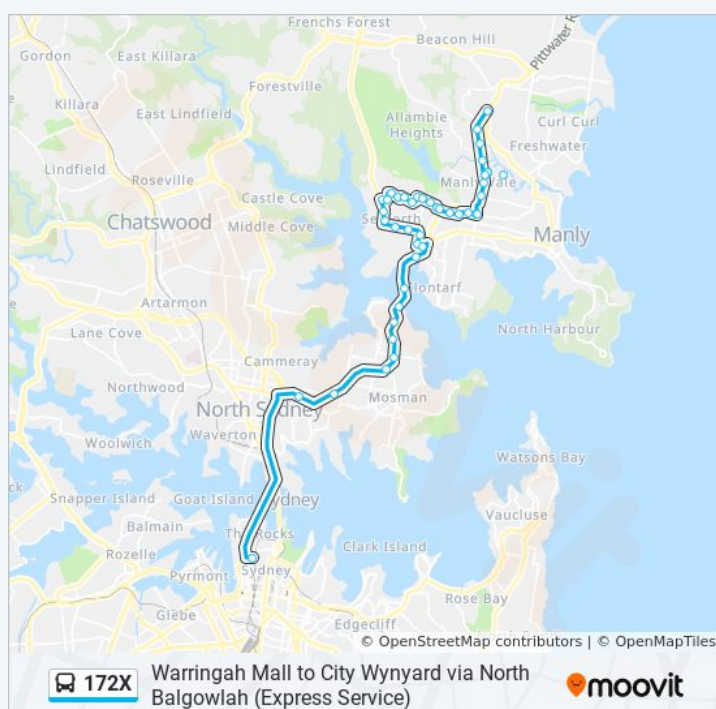 Frenchs Forest
Beacon Hill
Pittwater R
Gordon
East Killara
Killara
East Lindfield
Forestville
Allambie
Heights
Curl Curl
Freshwater
Lindfield
Roseville
Castle Cove
Manly Vale
Chatswood
Middle Cove
Seaforth
Manly
Clontarf
Artarmon
North Harbour
Lane Cove
Cammeray
Northwood
North Sydney
Mosman
Waverton
Woolwich
Watsons Bay
Snapper Island
Goat Island
Sydney
Balmain
The Rocks
Vaucluse
Rozelle
Clark Island
Pyrmont
Sydney
Glebe
Rose Bay
Edgecliff
© OpenStreetMap contributors | © OpenMapTiles
172X
Warringah Mall to City Wynyard via North
Balgowlah (Express Service)
moovit